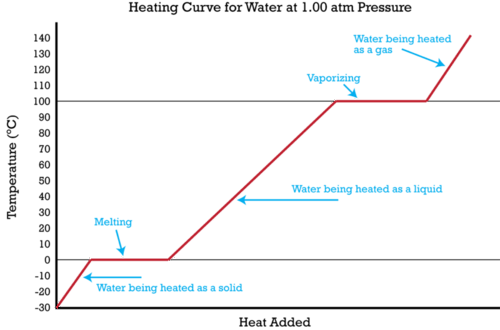 Heating Curve for Water at 1.00 atm Pressure
Temperature (°C)
140
130
120
110
100
90
80
70
60
50
40
30
20
10
0
-10
-20
-30
Water being heated
as a gas
Vaporizing
Water being heated as a liquid
Melting
Water being heated as a solid
Heat Added